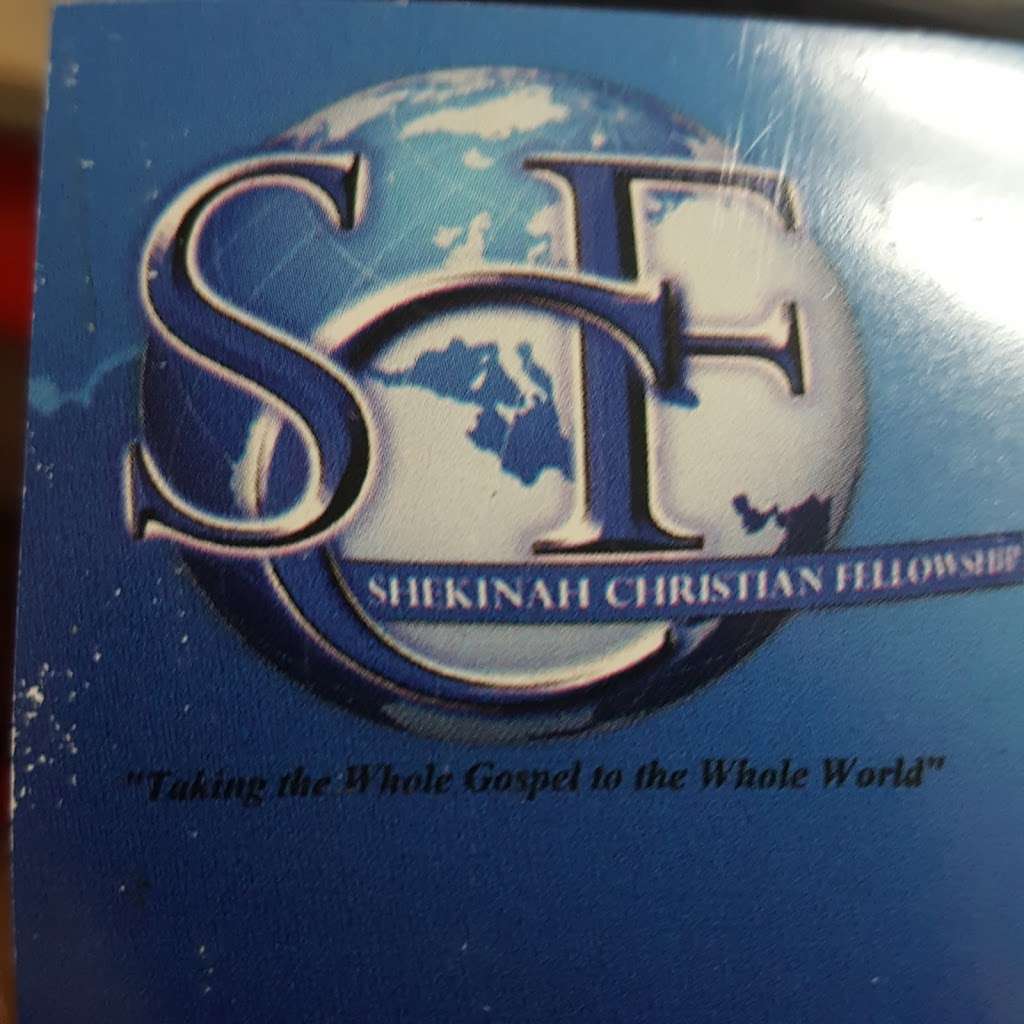 SCF
SHEKINAH CHRISTIAN FELLOWSHIP
"Taking the Whole Gospel to the Whole World"